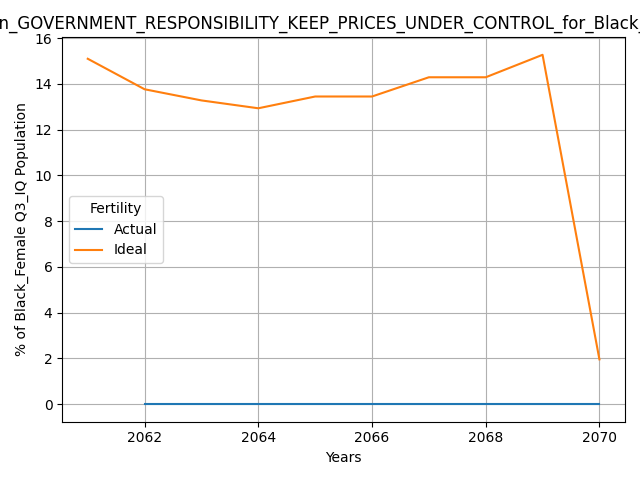 n_GOVERNMENT_RESPONSIBILITY_KEEP_PRICES_UNDER_CONTROL_for_Black_
16
14
12
10
8
6
4
2
0
% of Black_Female Q3_IQ Population
Fertility
Actual
Ideal
2062 2064 2066 2068 2070
Years